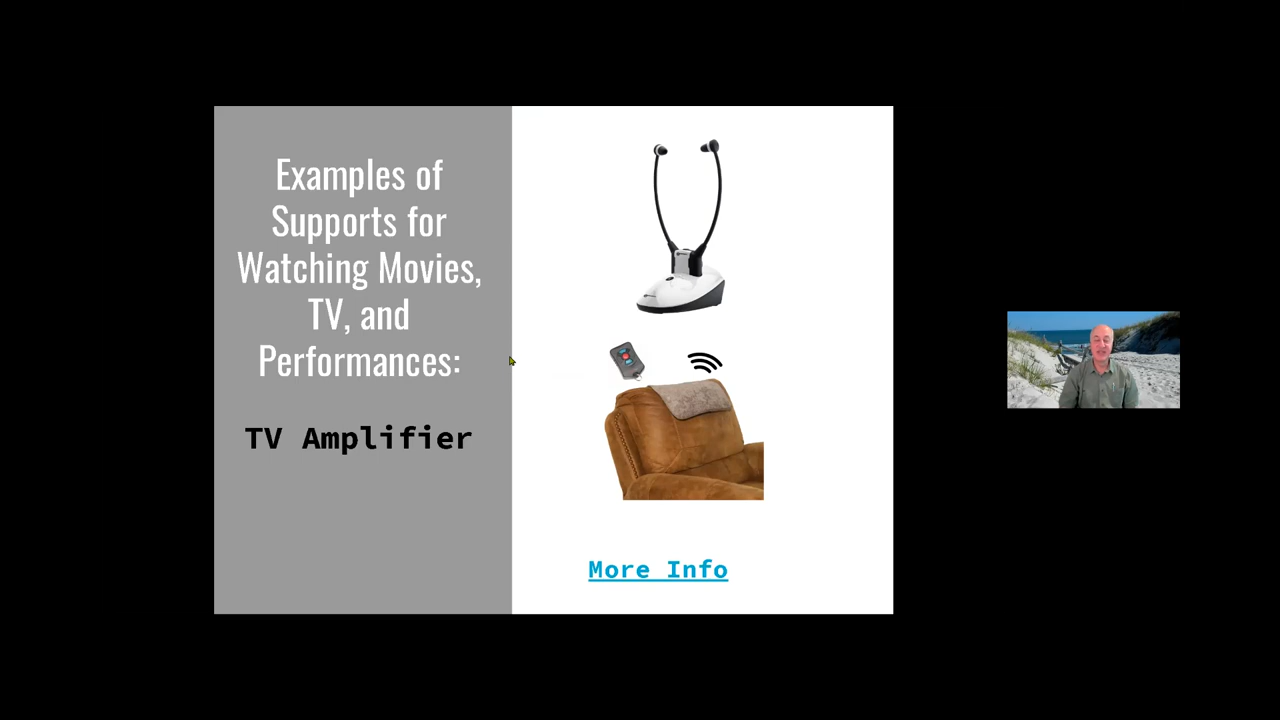 Examples of
Supports for
Watching Movies,
TV, and
Performances:
TV Amplifier
More Info